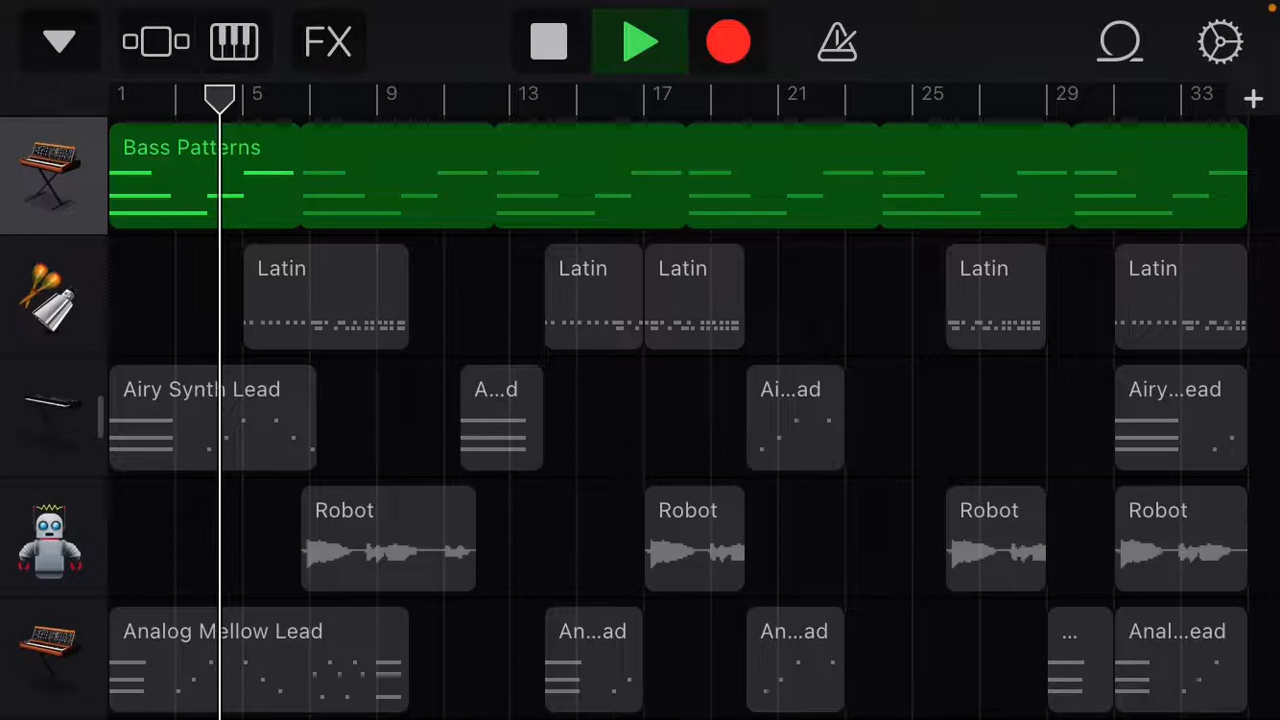 FX
1 5 9 13 17 21 25 29 33 +
Bass Patterns
Latin Latin Latin Latin Latin
Airy Synth Lead A...d Ai...ad Airy...ead
Robot Robot Robot Robot
Analog Mellow Lead An...ad An...ad ... Anal...ead